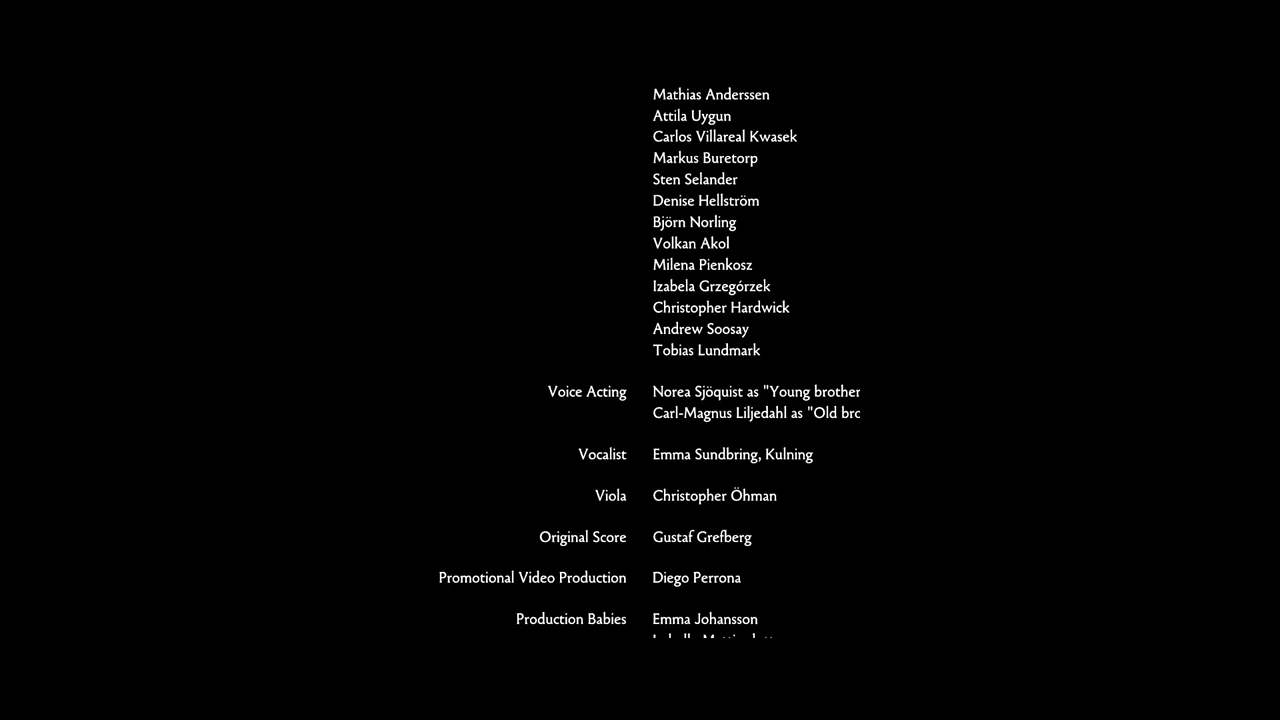 Mathias Anderssen
Attila Uygun
Carlos Villareal Kwasek
Markus Buretorp
Sten Selander
Denise Hellström
Björn Norling
Volkan Akol
Milena Pienkosz
Izabela Grzegórzek
Christopher Hardwick
Andrew Soosay
Tobias Lundmark
Voice Acting Norea Sjöquist as "Young brother
Carl-Magnus Liljedahl as "Old bro
Vocalist Emma Sundbring, Kulning
Viola Christopher Öhman
Original Score Gustaf Grefberg
Promotional Video Production Diego Perrona
Production Babies Emma Johansson